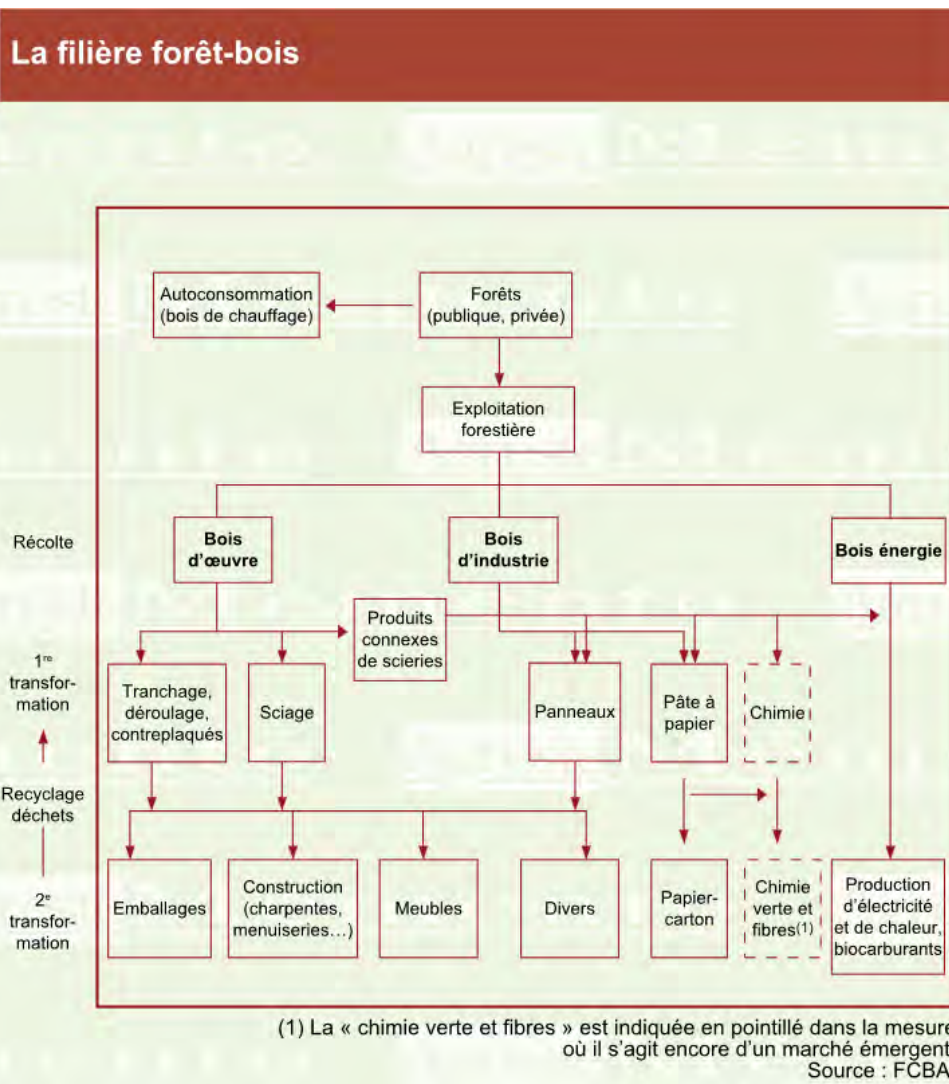 La filière forêt-bois
Autoconsommation
(bois de chauffage)
Forêts
(publique, privée)
Exploitation
forestière
Récolte
Bois
d'œuvre
Bois
d'industrie
Bois énergie
Produits
connexes
de scieries
1re
transfor-
mation
Tranchage,
déroulage,
contreplaqués
Sciage
Panneaux
Pâte à
papier
Chimie
Recyclage
déchets
2e
transfor-
mation
Emballages
Construction
(charpentes,
menuiseries…)
Meubles
Divers
Papier-
carton
Chimie
verte et
fibres(1)
Production
d'électricité
et de chaleur,
biocarburants
(1) La « chimie verte et fibres » est indiquée en pointillé dans la mesure
où il s'agit encore d'un marché émergent
Source : FCBA